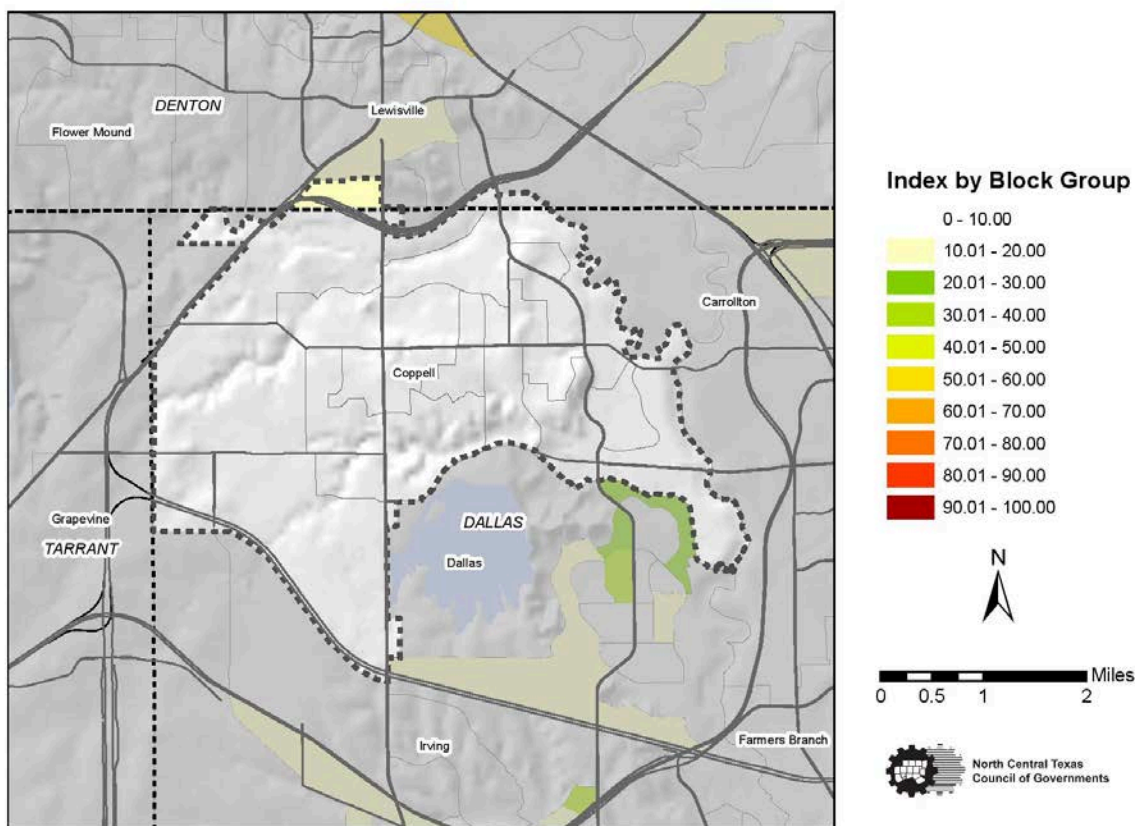 DENTON
Lewisville
Flower Mound
Carrollton
Coppell
Grapevine
TARRANT
DALLAS
Dallas
Irving
Farmers Branch
Index by Block Group
0 - 10.00
10.01 - 20.00
20.01 - 30.00
30.01 - 40.00
40.01 - 50.00
50.01 - 60.00
60.01 - 70.00
70.01 - 80.00
80.01 - 90.00
90.01 - 100.00
N
Miles
0 0.5 1 2
North Central Texas
Council of Governments